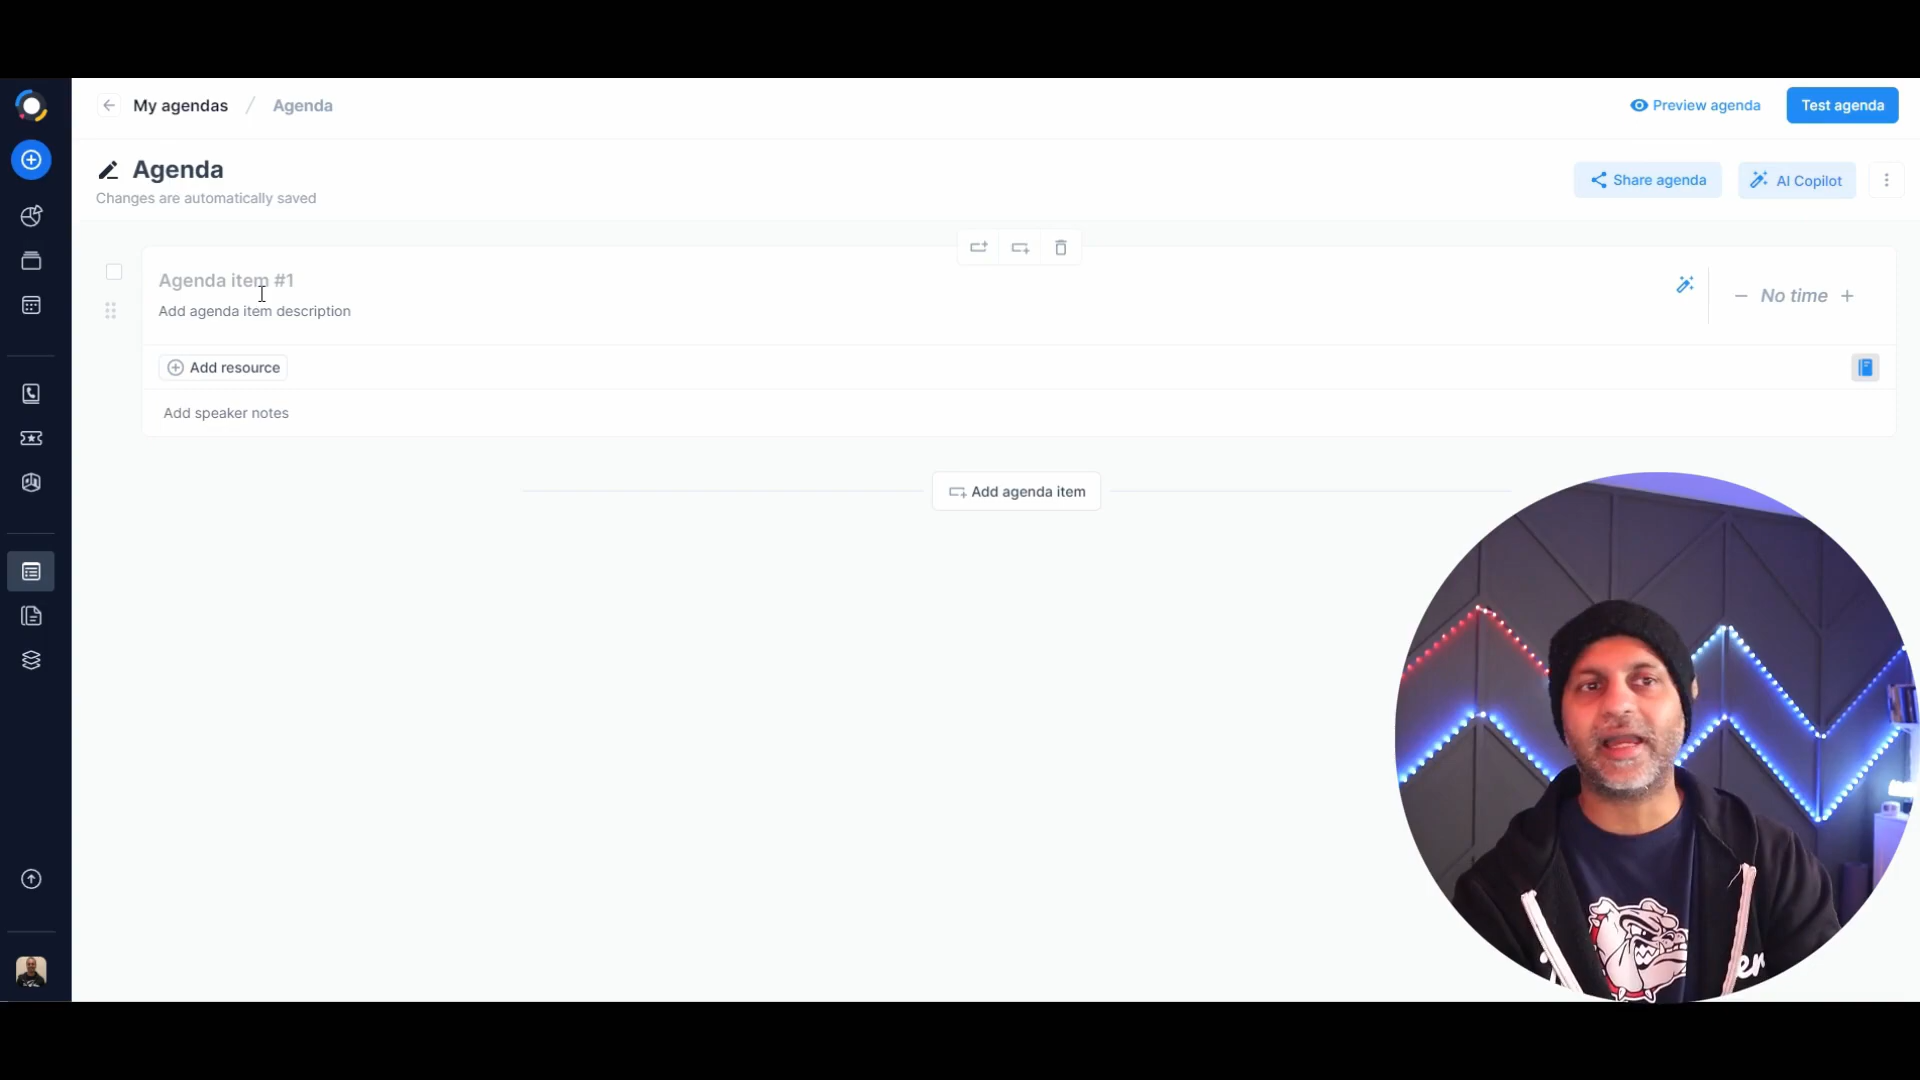 My agendas / Agenda
Preview agenda
Test agenda
Agenda
Changes are automatically saved
Share agenda
AI Copilot
Agenda item #1
Add agenda item description
No time
Add resource
Add speaker notes
Add agenda item